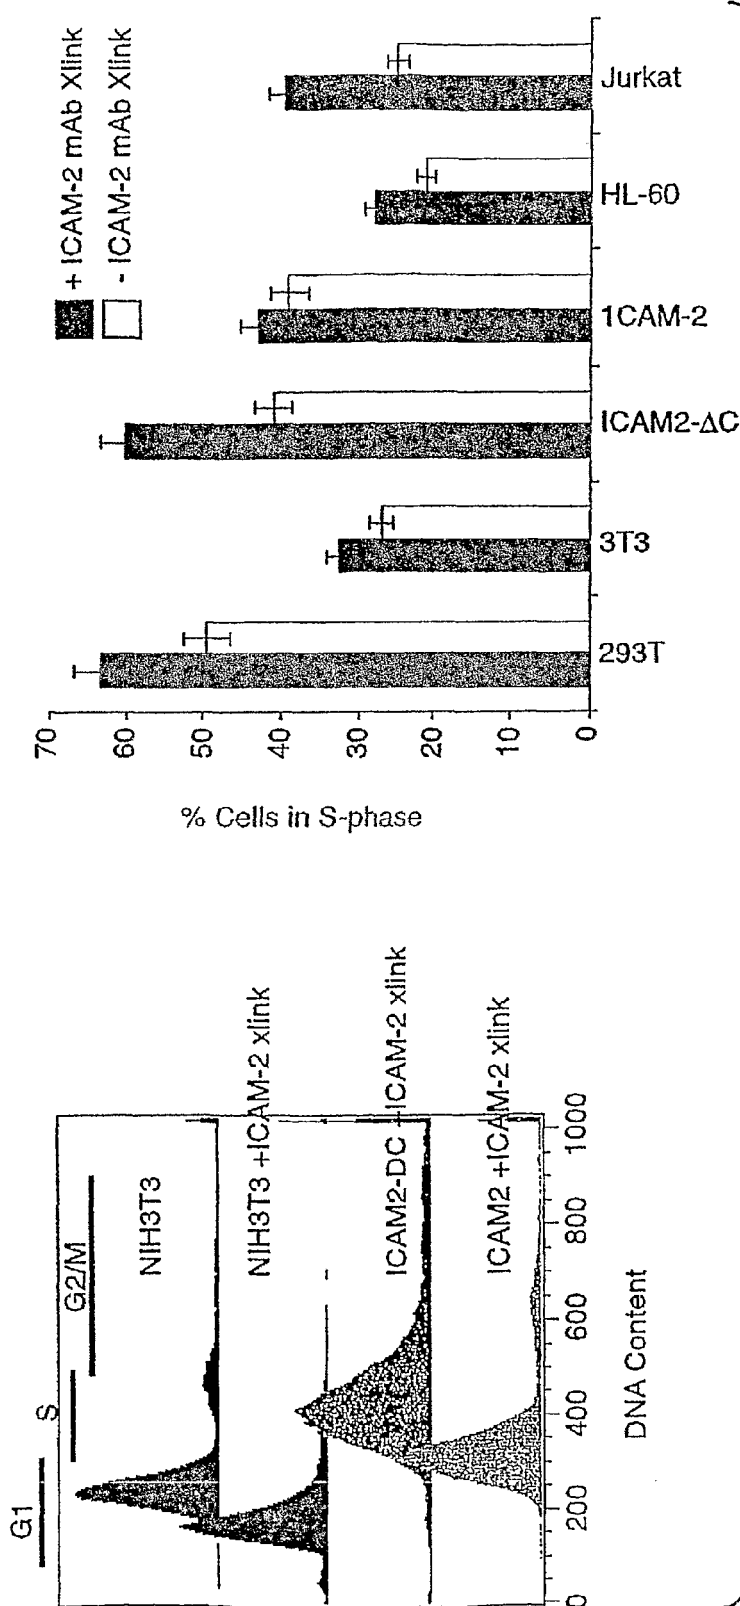 G1
S
G2/M
NIH3T3
NIH3T3 +ICAM-2 xlink
ICAM2-DC +ICAM-2 xlink
ICAM2 +ICAM-2 xlink
0
200
400
600
800
1000
DNA Content
% Cells in S-phase
70
60
50
40
30
20
10
0
+ ICAM-2 mAb Xlink
- ICAM-2 mAb Xlink
293T
3T3
ICAM2-ΔC
1CAM-2
HL-60
Jurkat